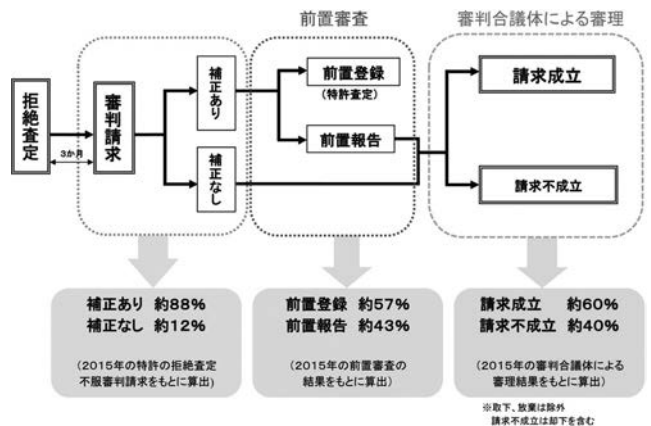 前置審査
審判合議体による審理
拒絶査定
3か月
審判請求
補正あり
補正なし
前置登録
(特許査定)
前置報告
請求成立
請求不成立
補正あり 約88%
補正なし 約12%
(2015年の特許の拒絶査定
不服審判請求をもとに算出)
前置登録 約57%
前置報告 約43%
(2015年の前置審査の
結果をもとに算出)
請求成立 約60%
請求不成立 約40%
(2015年の審判合議体による
審理結果をもとに算出)
※取下、放棄は除外
請求不成立は却下を含む